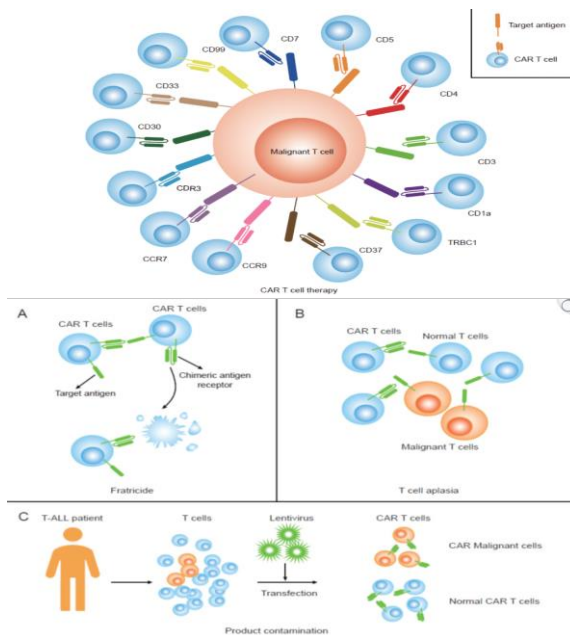 Target antigen
CAR T cell
CD7
CD5
CD99
CD4
CD33
CD30
Malignant T cell
CD3
CDR3
CD1a
CCR7
TRBC1
CCR9
CD37
CAR T cell therapy
A
CAR T cells
CAR T cells
Chimeric antigen
receptor
Target antigen
Fratricide
B
CAR T cells
Normal T cells
Malignant T cells
T cell aplasia
C
T-ALL patient
T cells
Lentivirus
CAR T cells
CAR Malignant cells
Transfection
Normal CAR T cells
Product contamination